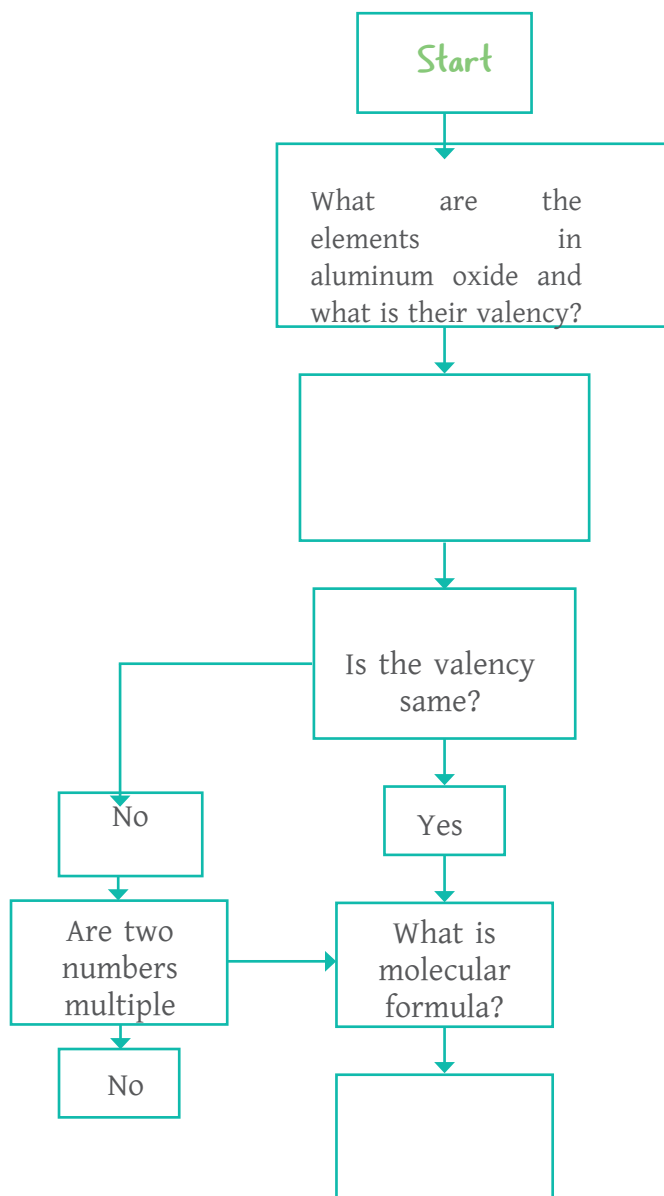 Start
What are the
elements in
aluminum oxide and
what is their valency?
Is the valency
same?
No
Yes
Are two
numbers
multiple
What is
molecular
formula?
No